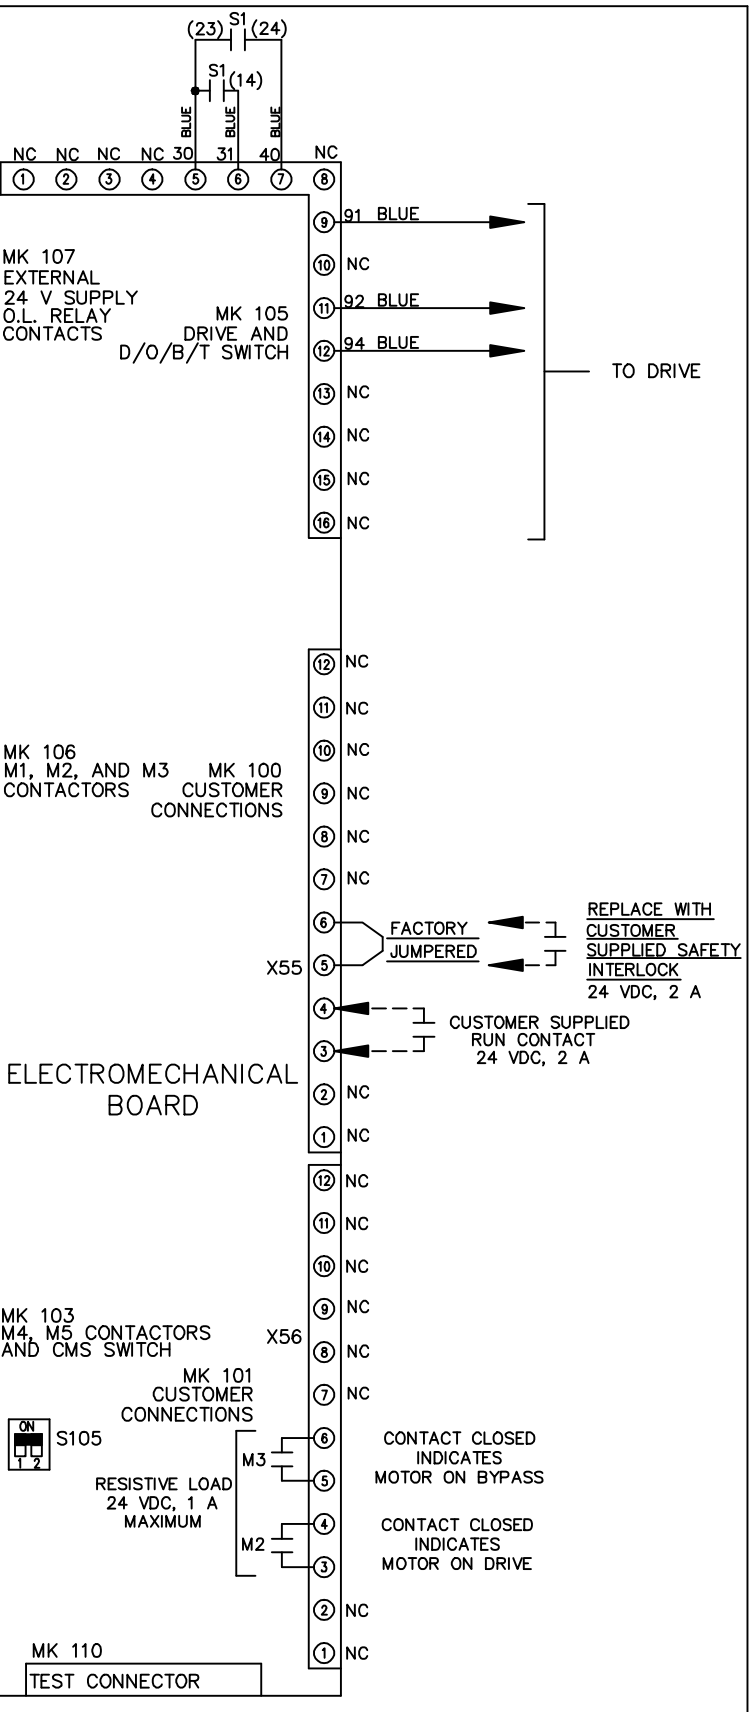 (23) S1 (24)
S1 (14)
BLUE BLUE BLUE
NC NC NC NC 30 31 40 NC
1 2 3 4 5 6 7 8
9 91 BLUE
10 NC
11 92 BLUE
12 94 BLUE
13 NC
14 NC
15 NC
16 NC
TO DRIVE
MK 107
EXTERNAL
24 V SUPPLY
O.L. RELAY
CONTACTS
MK 105
DRIVE AND
D/O/B/T SWITCH
12 NC
11 NC
10 NC
9 NC
8 NC
7 NC
6
5
4
3
2 NC
1 NC
MK 106
M1, M2, AND M3
CONTACTORS
MK 100
CUSTOMER
CONNECTIONS
X55
FACTORY
JUMPERED
REPLACE WITH
CUSTOMER
SUPPLIED SAFETY
INTERLOCK
24 VDC, 2 A
CUSTOMER SUPPLIED
RUN CONTACT
24 VDC, 2 A
ELECTROMECHANICAL
BOARD
12 NC
11 NC
10 NC
9 NC
8 NC
7 NC
6
5
4
3
2 NC
1 NC
MK 103
M4, M5 CONTACTORS
AND CMS SWITCH
X56
MK 101
CUSTOMER
CONNECTIONS
ON
1 2
S105
M3
RESISTIVE LOAD
24 VDC, 1 A
MAXIMUM
M2
CONTACT CLOSED
INDICATES
MOTOR ON BYPASS
CONTACT CLOSED
INDICATES
MOTOR ON DRIVE
MK 110
TEST CONNECTOR